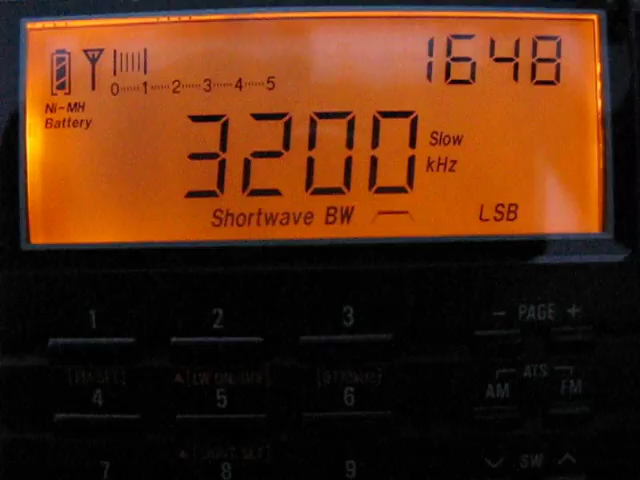 1648
0 1 2 3 4 5
Ni-MH
Battery
3200
Slow
kHz
Shortwave BW
LSB
1 2 3
- PAGE +
ATS
AM FM
4 5 6
SW
7 8 9